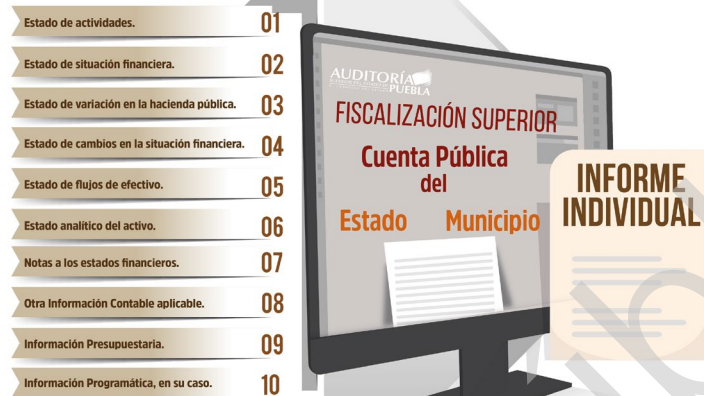 Estado de actividades. 01
Estado de situación financiera. 02
Estado de variación en la hacienda pública. 03
Estado de cambios en la situación financiera. 04
Estado de flujos de efectivo. 05
Estado analítico del activo. 06
Notas a los estados financieros. 07
Otra Información Contable aplicable. 08
Información Presupuestaria. 09
Información Programática, en su caso. 10
AUDITORÍA
PUEBLA
FISCALIZACIÓN SUPERIOR
Cuenta Pública
del
Estado Municipio
INFORME
INDIVIDUAL